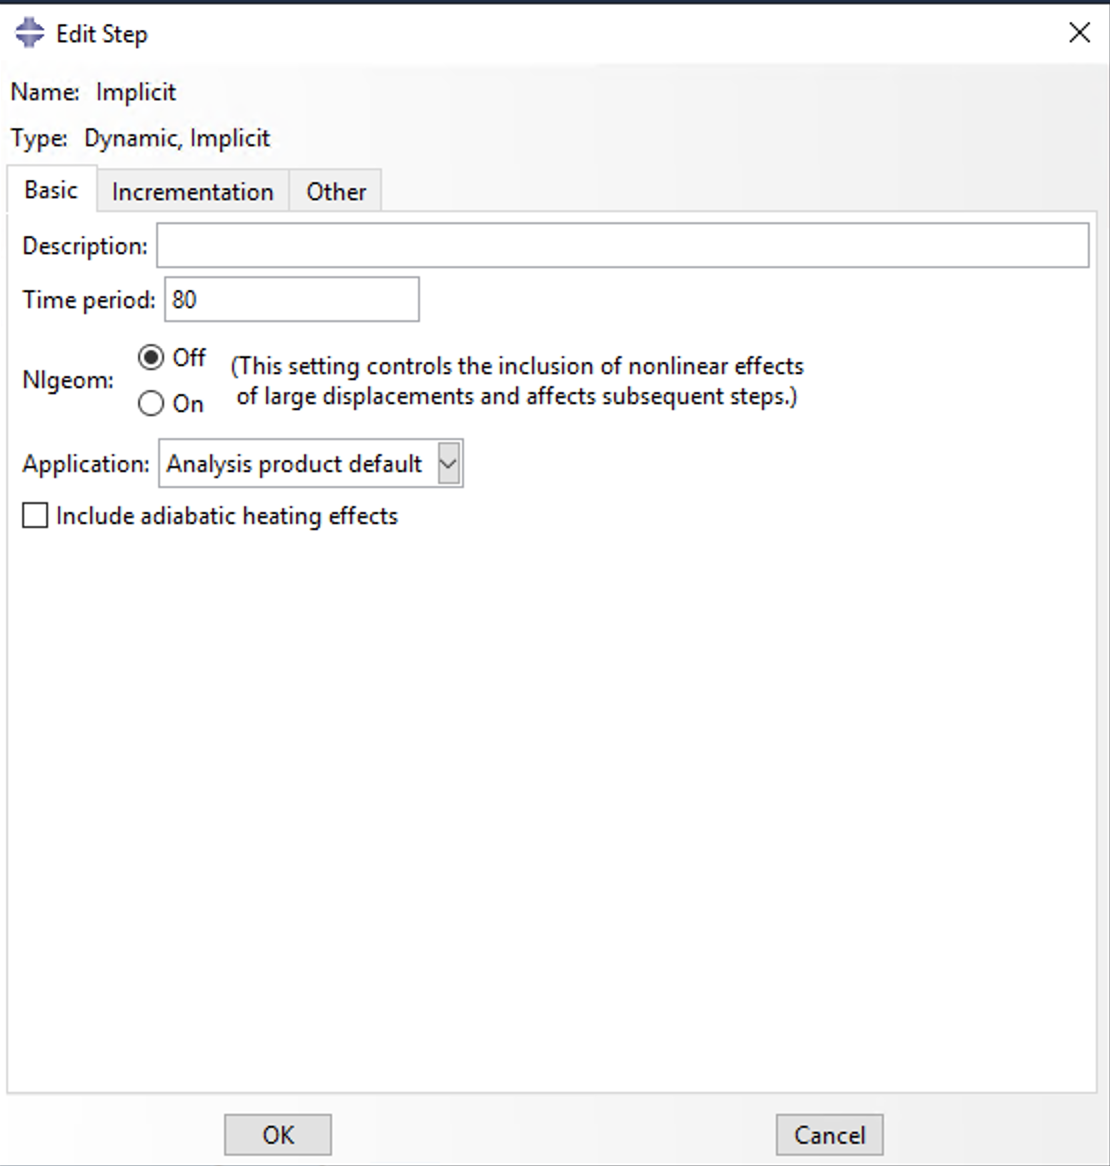 Edit Step
Name: Implicit
Type: Dynamic, Implicit
Basic Incrementation Other
Description:
Time period: 80
Nlgeom:
Off
On
(This setting controls the inclusion of nonlinear effects
of large displacements and affects subsequent steps.)
Application: Analysis product default
Include adiabatic heating effects
OK Cancel